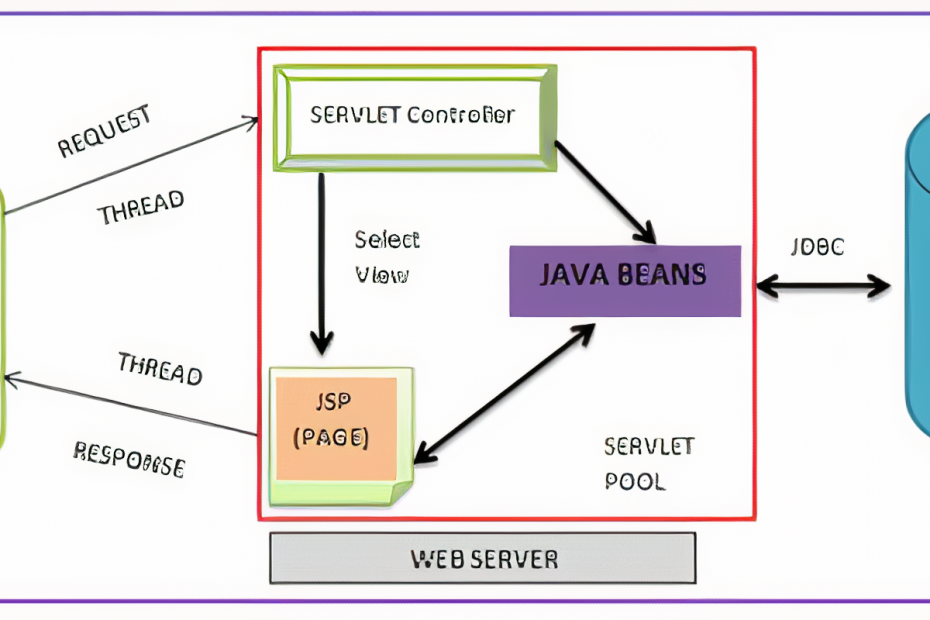 REQUEST
THREAD
SERVLET Controller
Select
View
JAVA BEANS
JDBC
THREAD
RESPONSE
JSP
(PAGE)
SERVLET
POOL
WEB SERVER